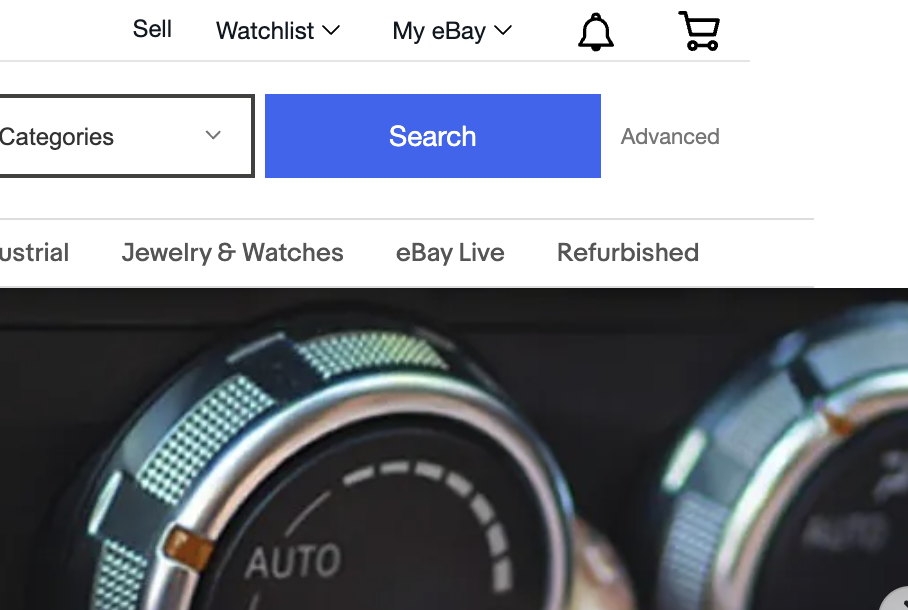 Sell Watchlist My eBay
Categories Search Advanced
ustrial Jewelry & Watches eBay Live Refurbished
AUTO AUTO